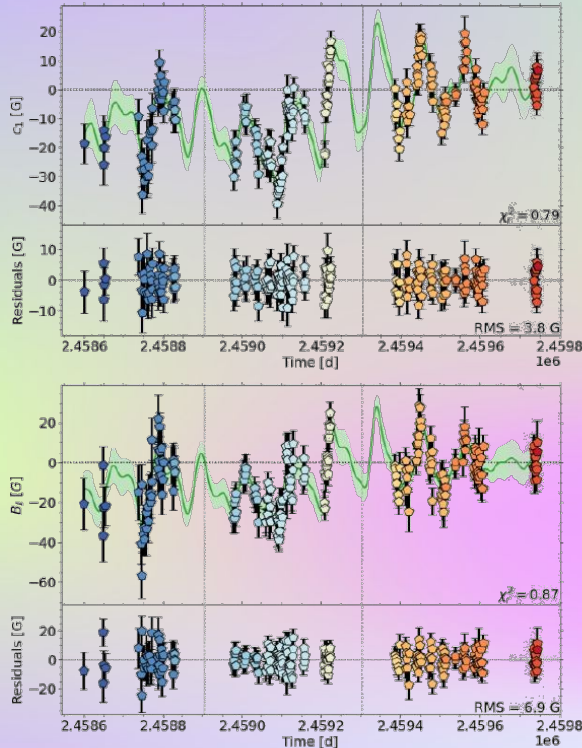 20
10
0
−10
−20
−30
−40
c₁ [G]
χ²ᵣ = 0.79
10
0
−10
Residuals [G]
RMS = 3.8 G
2.4586 2.4588 2.4590 2.4592 2.4594 2.4596 2.4598
Time [d]
1e6
20
0
−20
−40
−60
Bℓ [G]
χ²ᵣ = 0.87
20
0
−20
Residuals [G]
RMS = 6.9 G
2.4586 2.4588 2.4590 2.4592 2.4594 2.4596 2.4598
Time [d]
1e6